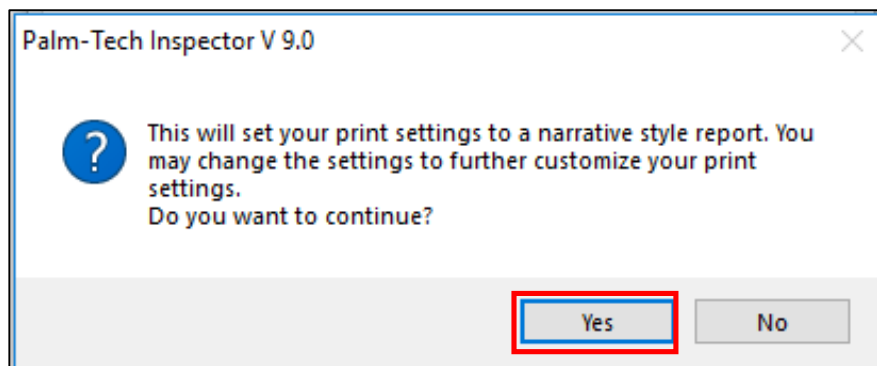 Palm-Tech Inspector V 9.0
This will set your print settings to a narrative style report. You
may change the settings to further customize your print
settings.
Do you want to continue?
Yes
No